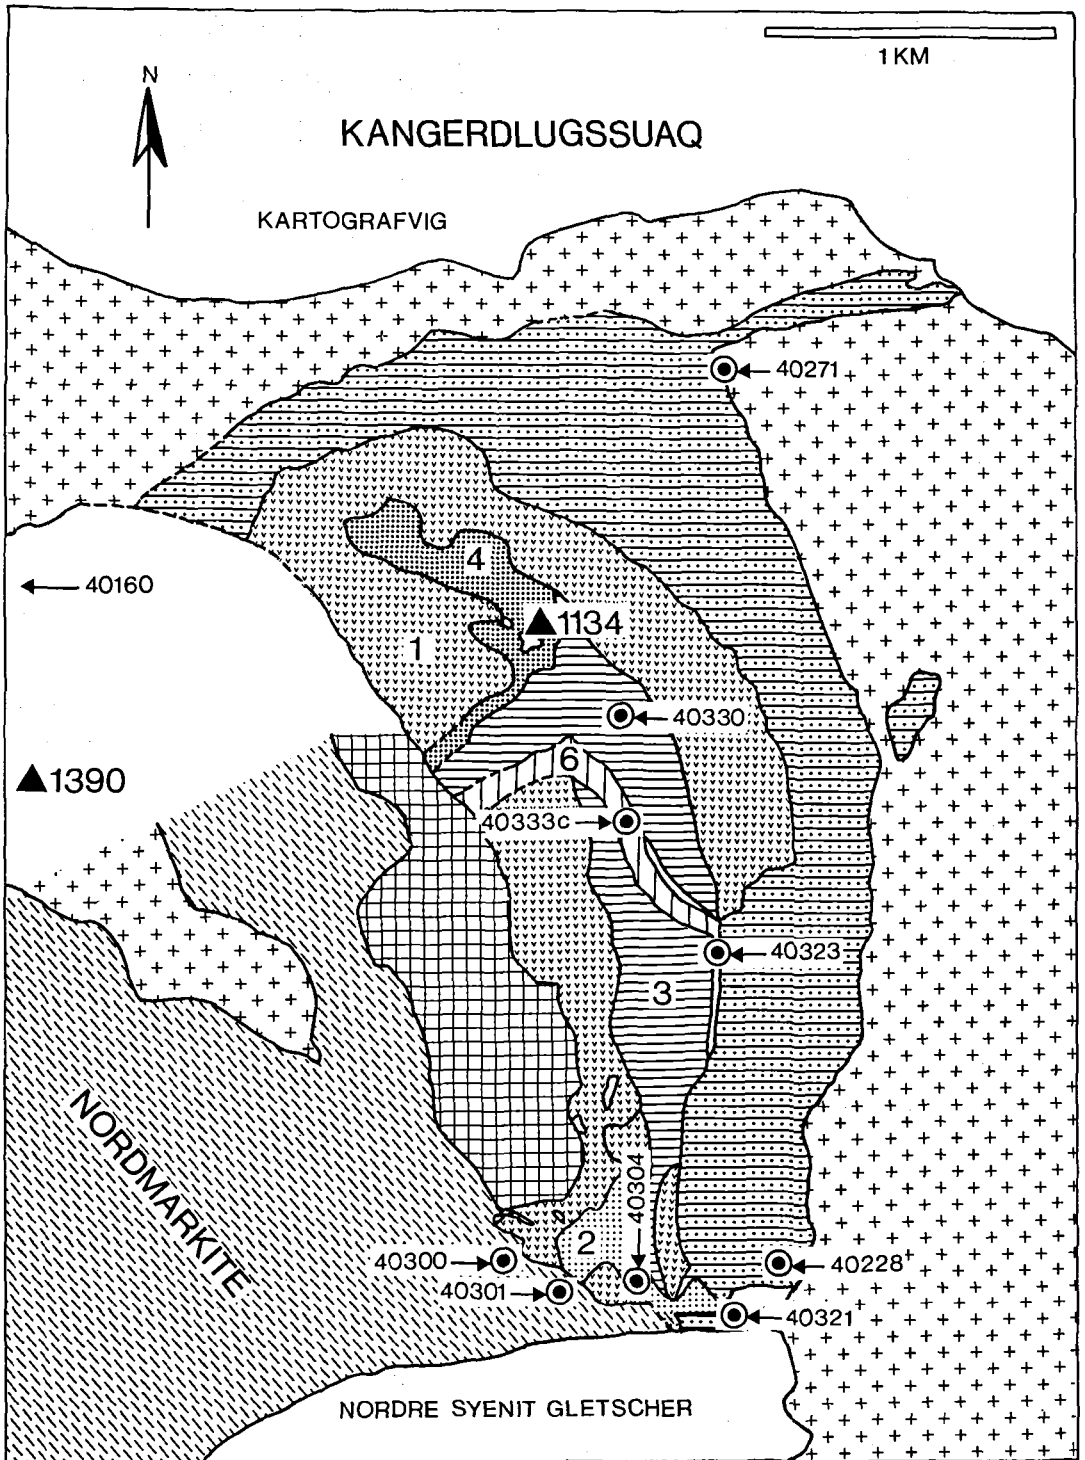 1 KM
N
KANGERDLUGSSUAQ
KARTOGRAFVIG
40271
4
40160
1134
1
40330
1390
6
40333c
40323
3
NORDMARKITE
40304
2
40300
40228
40301
40321
NORDRE SYENIT GLETSCHER